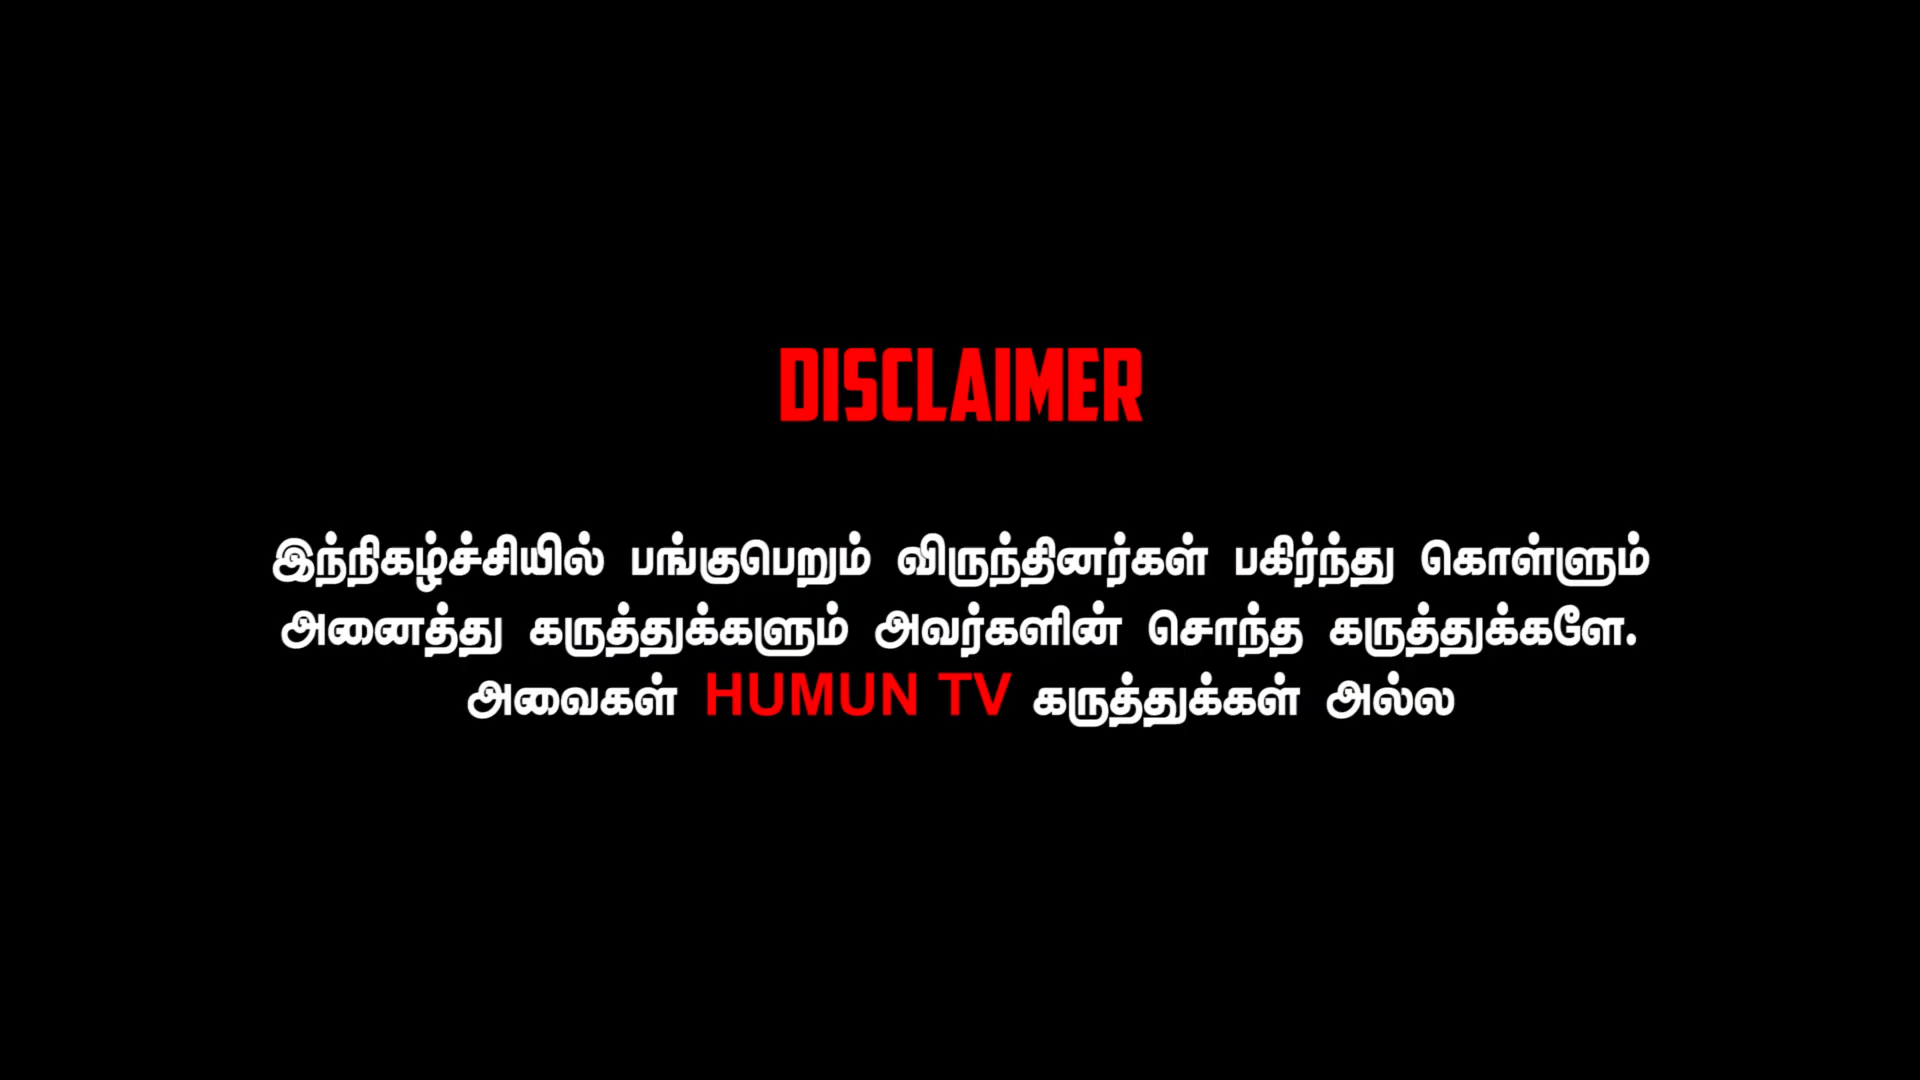 DISCLAIMER
இந்நிகழ்ச்சியில் பங்குபெறும் விருந்தினர்கள் பகிர்ந்து கொள்ளும்
அனைத்து கருத்துக்களும் அவர்களின் சொந்த கருத்துக்களே.
அவைகள் HUMUN TV கருத்துக்கள் அல்ல